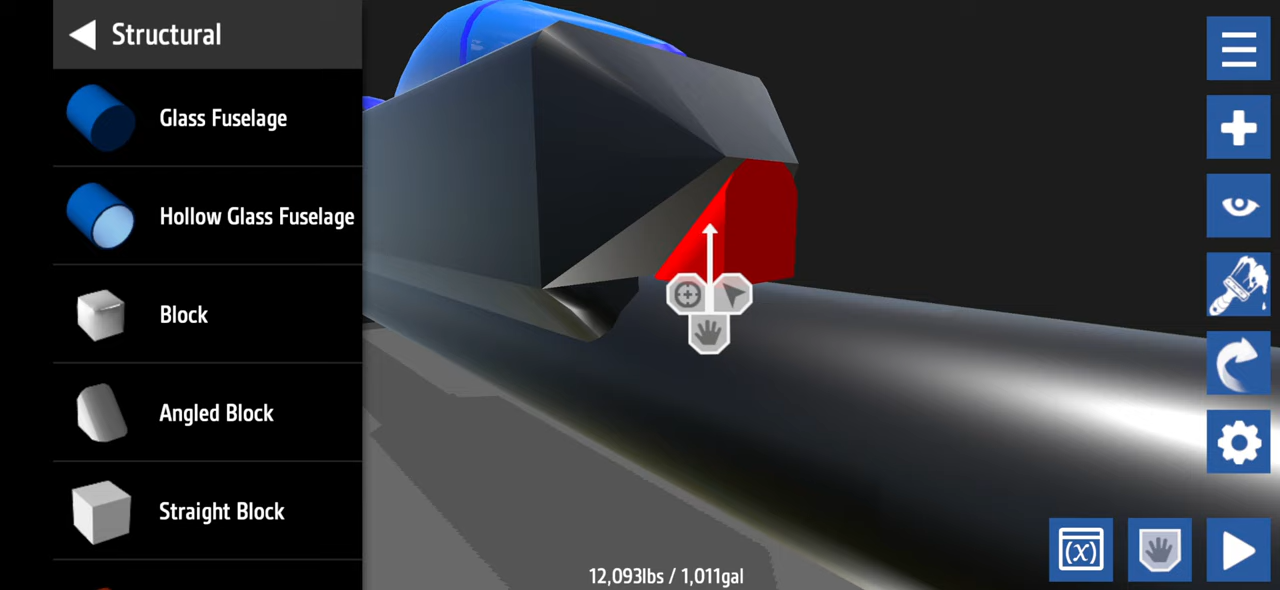 Structural
Glass Fuselage
Hollow Glass Fuselage
Block
Angled Block
Straight Block
(x)
12,093lbs / 1,011gal